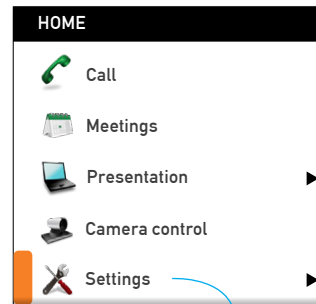 HOME
Call
Meetings
Presentation
Camera control
Settings